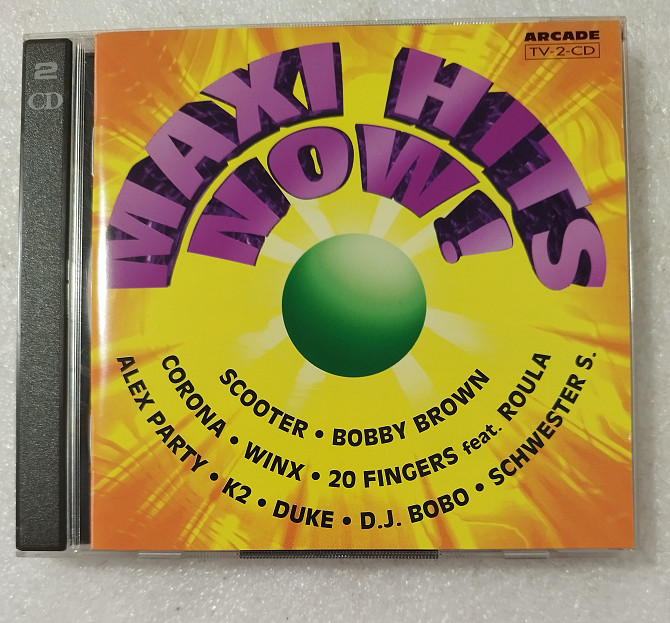 ARCADE
TV-2-CD
2
CD
MAXI HITS
NOW!
SCOOTER • BOBBY BROWN
CORONA • WINX • 20 FINGERS feat. ROULA
ALEX PARTY • K2 • DUKE • D.J. BOBO • SCHWESTER S.